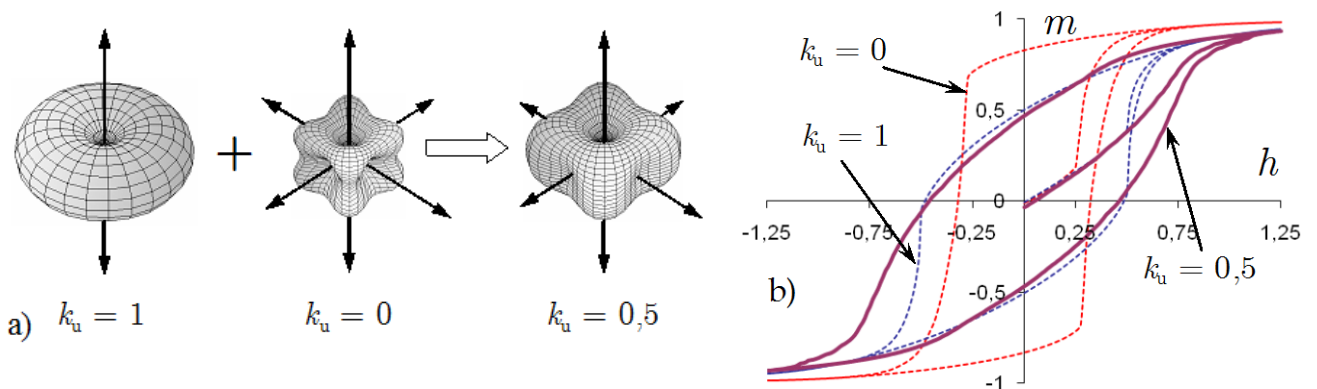 a)
k_u = 1
+
k_u = 0
k_u = 0,5
b)
m
h
k_u = 0
k_u = 1
k_u = 0,5
1
0,5
0
-0,5
-1
-1,25
-0,75
-0,25
0,25
0,75
1,25